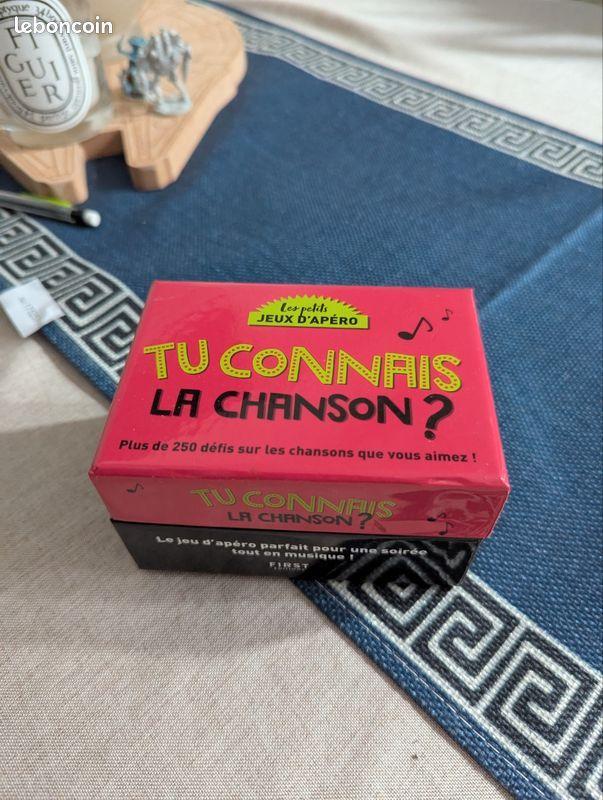 leboncoin
FIGUIER
Les petits
JEUX D'APÉRO
TU CONNAIS
LA CHANSON ?
Plus de 250 défis sur les chansons que vous aimez !
TU CONNAIS
LA CHANSON ?
Le jeu d'apéro parfait pour une soirée
tout en musique !
FIRST